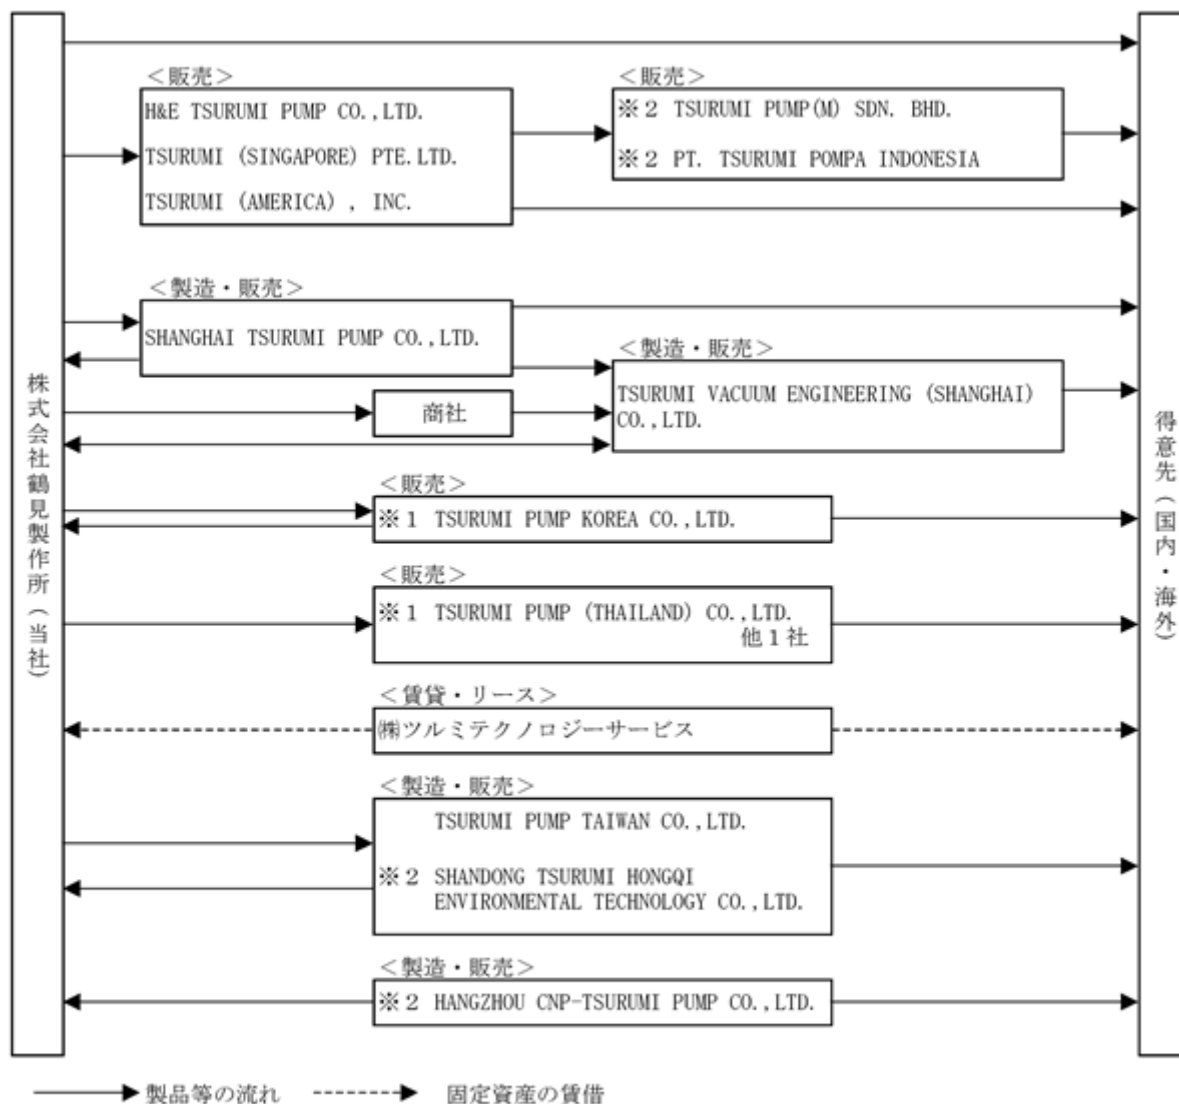 ＜販売＞
H&E TSURUMI PUMP CO.,LTD.
TSURUMI (SINGAPORE) PTE.LTD.
TSURUMI (AMERICA) , INC.
＜販売＞
※２ TSURUMI PUMP(M) SDN. BHD.
※２ PT. TSURUMI POMPA INDONESIA
＜製造・販売＞
SHANGHAI TSURUMI PUMP CO.,LTD.
＜製造・販売＞
TSURUMI VACUUM ENGINEERING (SHANGHAI)
CO.,LTD.
商社
株式会社鶴見製作所（当社）
得意先（国内・海外）
＜販売＞
※１ TSURUMI PUMP KOREA CO.,LTD.
＜販売＞
※１ TSURUMI PUMP (THAILAND) CO.,LTD.
他１社
＜賃貸・リース＞
㈱ツルミテクノロジーサービス
＜製造・販売＞
TSURUMI PUMP TAIWAN CO.,LTD.
※２ SHANDONG TSURUMI HONGQI
ENVIRONMENTAL TECHNOLOGY CO.,LTD.
＜製造・販売＞
※２ HANGZHOU CNP-TSURUMI PUMP CO.,LTD.
製品等の流れ 固定資産の賃借